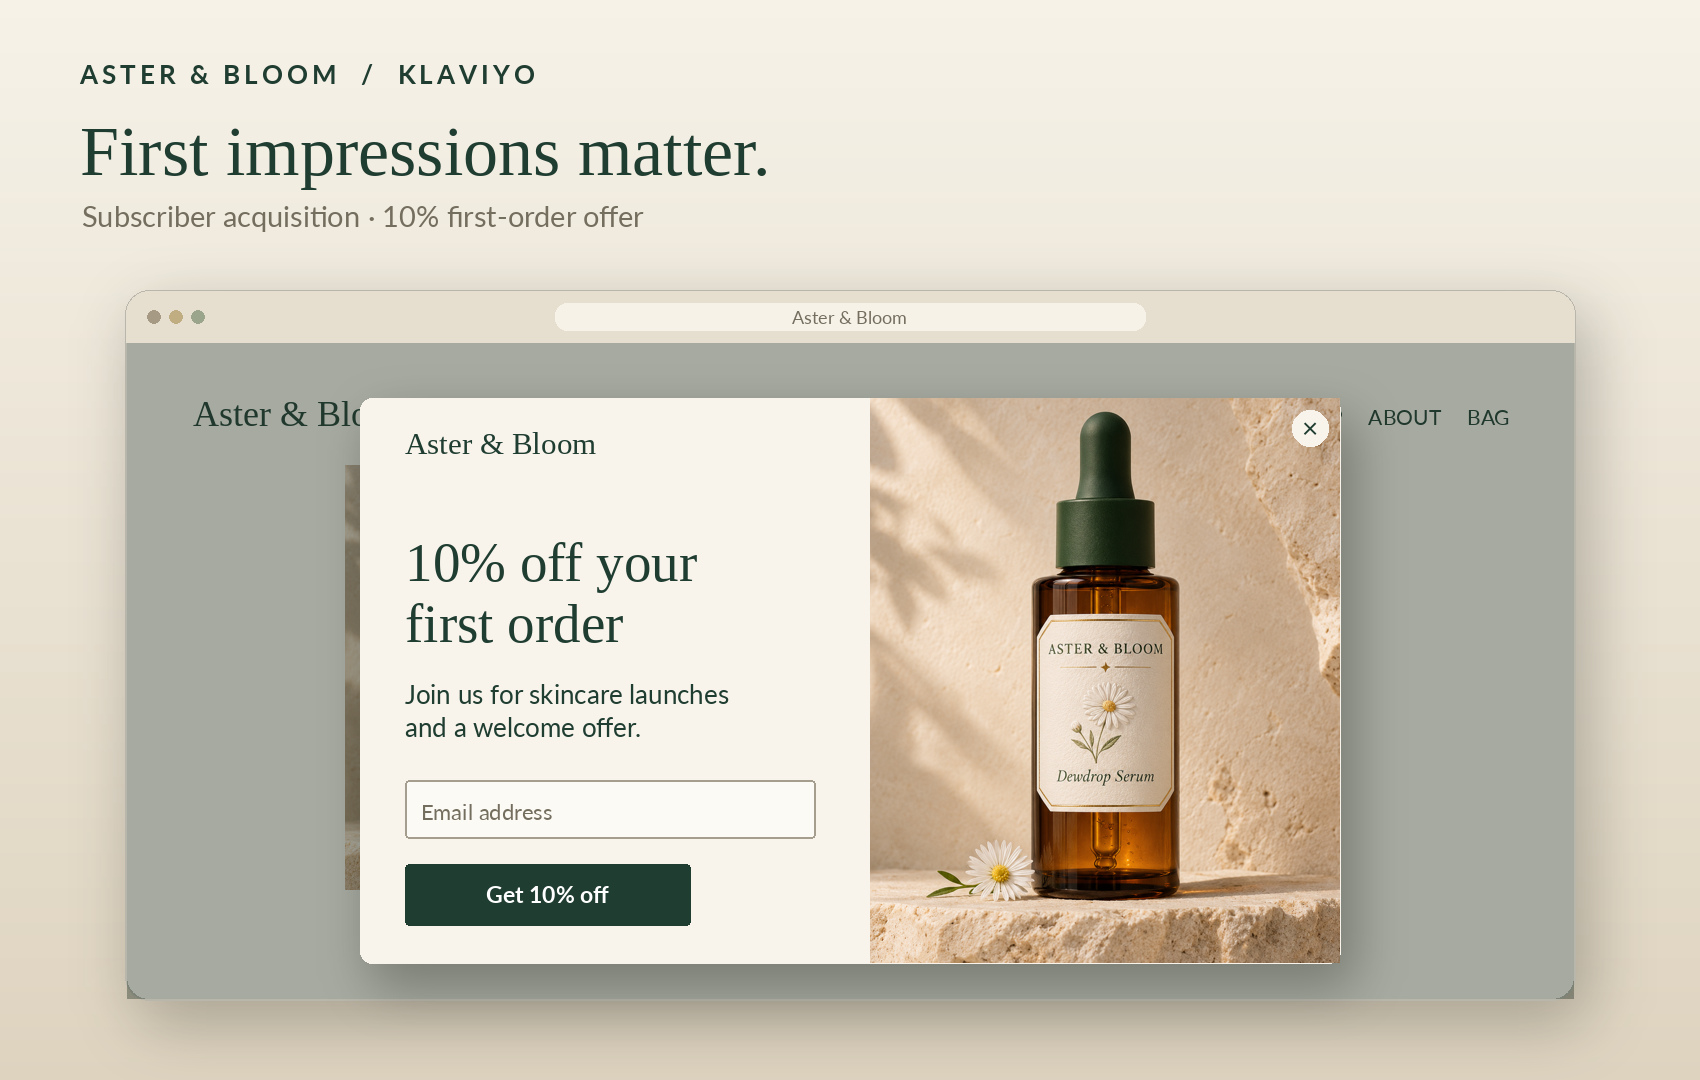 ASTER & BLOOM / KLAVIYO
First impressions matter.
Subscriber acquisition · 10% first-order offer
Aster & Bloom
Aster & Blo
ABOUT BAG
Aster & Bloom
10% off your
first order
Join us for skincare launches
and a welcome offer.
Email address
Get 10% off
ASTER & BLOOM
Dewdrop Serum